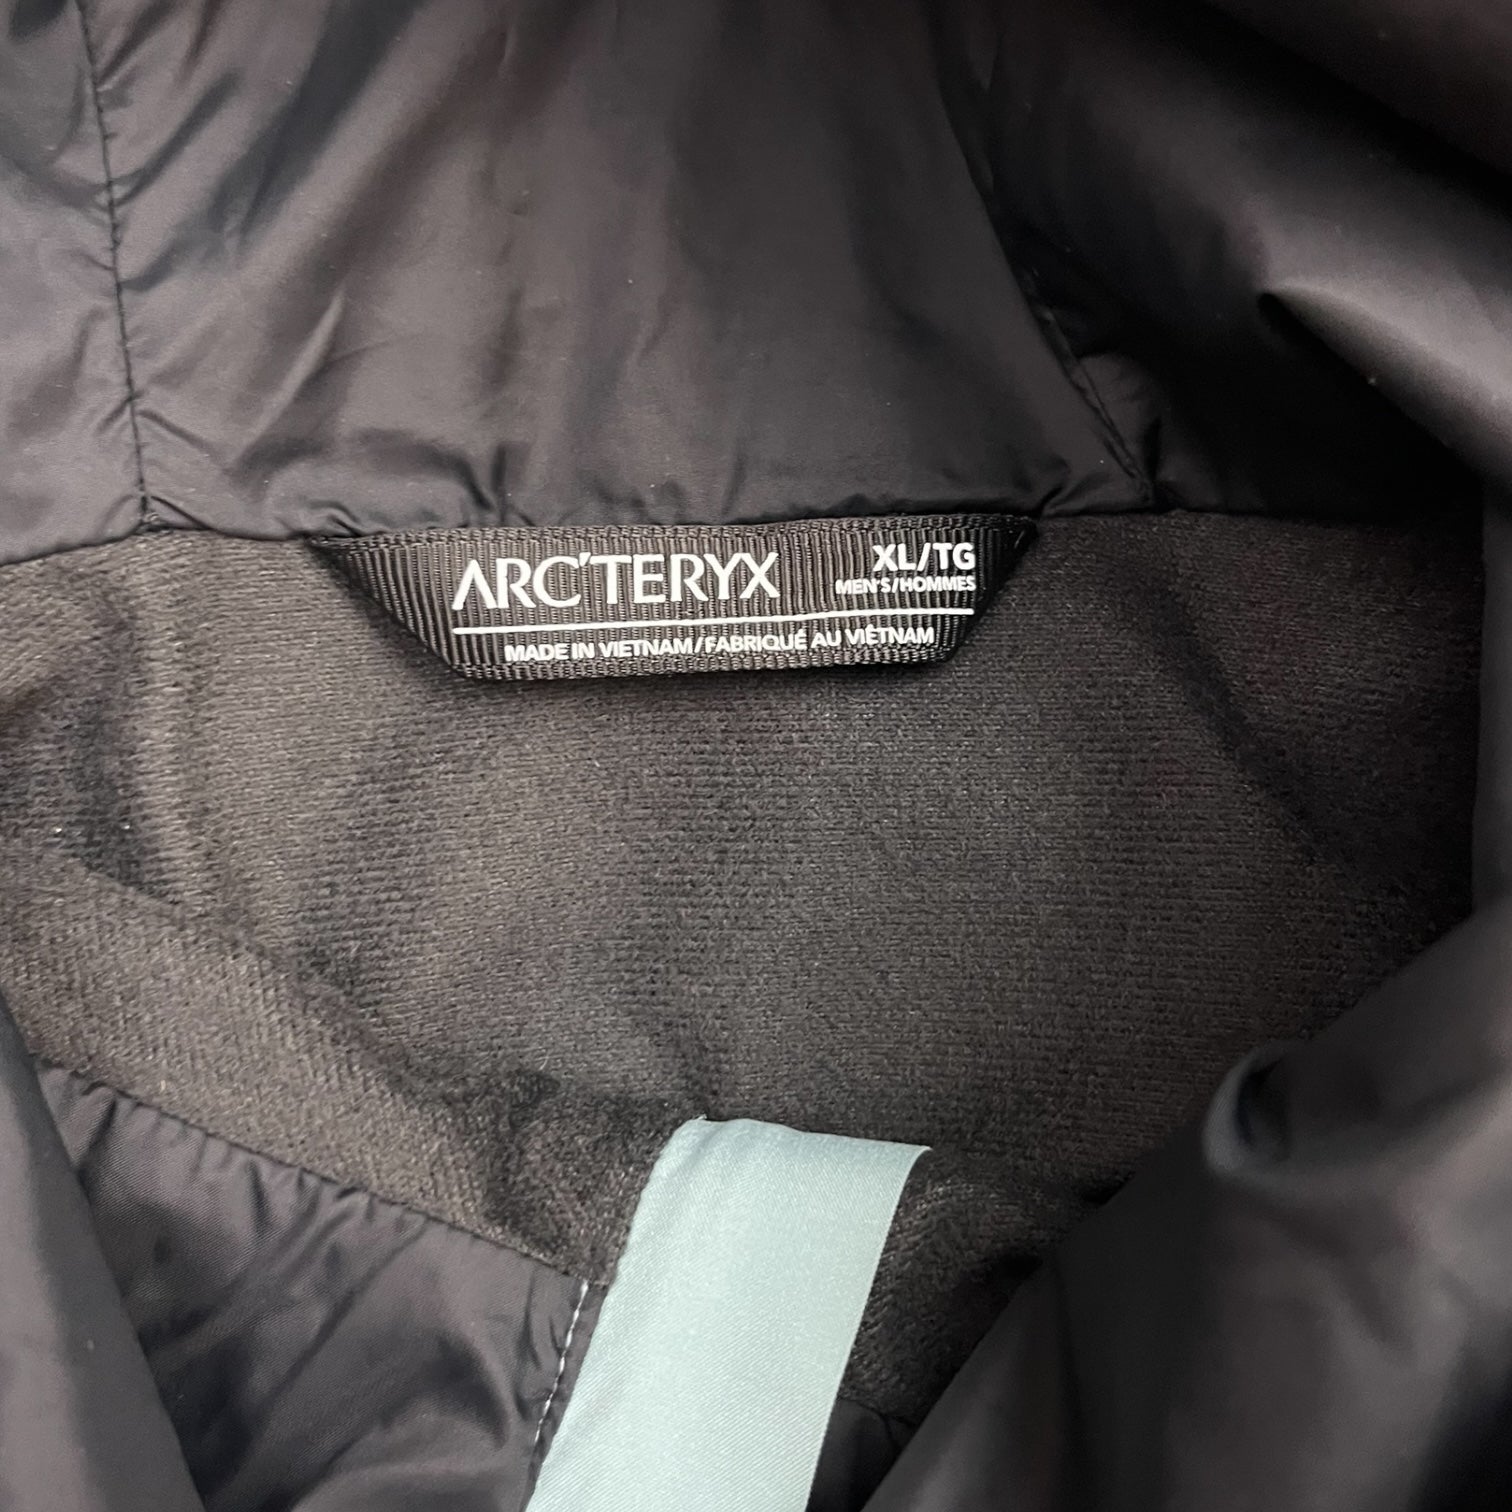 ARC'TERYX XL/TG
MEN'S/HOMMES
MADE IN VIETNAM/FABRIQUÉ AU VIÊTNAM